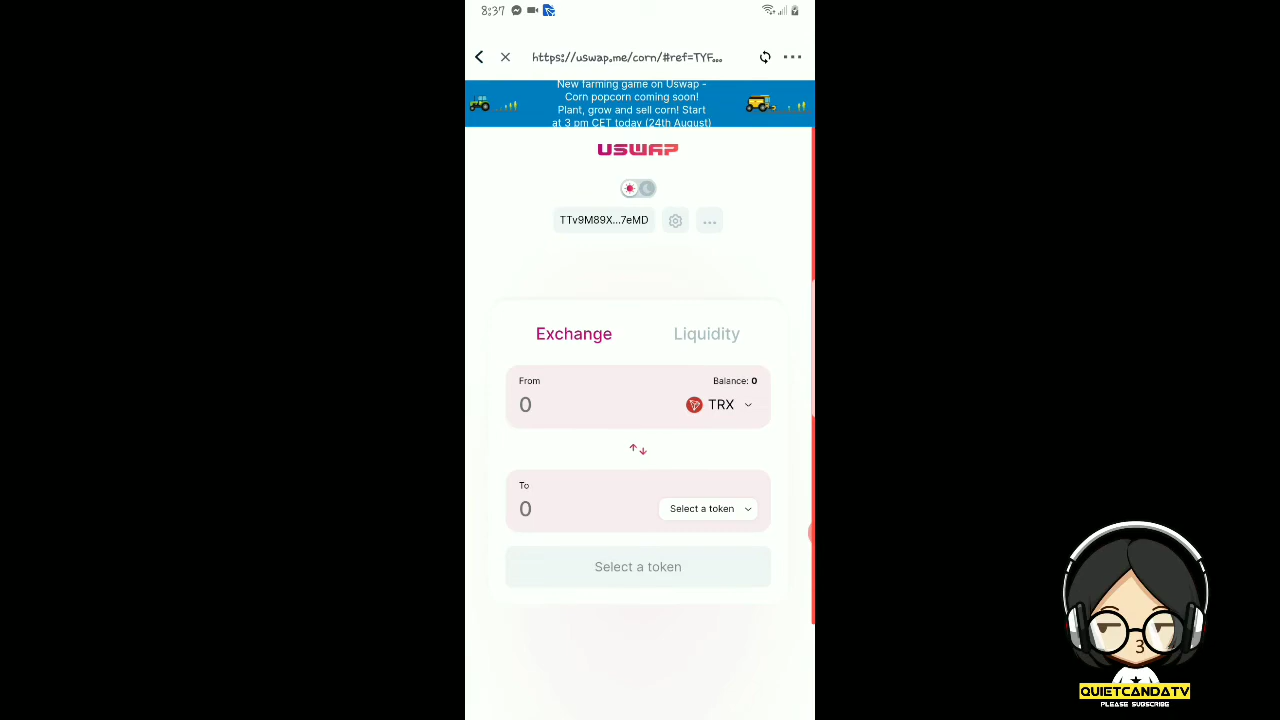 8:37
https://uswap.me/corn/#ref=TYF...
New farming game on Uswap -
Corn popcorn coming soon!
Plant, grow and sell corn! Start
at 3 pm CET today (24th August)
USWAP
TTv9M89X...7eMD
...
Exchange Liquidity
From Balance: 0
0 TRX
To
0 Select a token
Select a token
3
QUIETCANDATV
PLEASE SUBSCRIBE